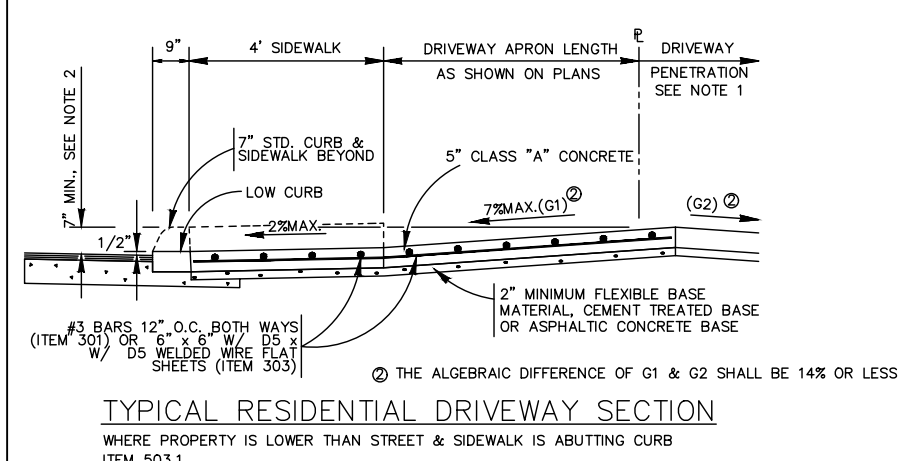 9" 4' SIDEWALK DRIVEWAY APRON LENGTH PL DRIVEWAY
AS SHOWN ON PLANS PENETRATION
SEE NOTE 1
7" MIN., SEE NOTE 2
7" STD. CURB &
SIDEWALK BEYOND
5" CLASS "A" CONCRETE
LOW CURB
7%MAX.(G1) ②
(G2) ②
2%MAX.
1/2"
2" MINIMUM FLEXIBLE BASE
MATERIAL, CEMENT TREATED BASE
OR ASPHALTIC CONCRETE BASE
#3 BARS 12" O.C. BOTH WAYS
(ITEM 301) OR 6" x 6" W/ D5 x
W/ D5 WELDED WIRE FLAT
SHEETS (ITEM 303)
② THE ALGEBRAIC DIFFERENCE OF G1 & G2 SHALL BE 14% OR LESS
TYPICAL RESIDENTIAL DRIVEWAY SECTION
WHERE PROPERTY IS LOWER THAN STREET & SIDEWALK IS ABUTTING CURB
ITEM 503.1